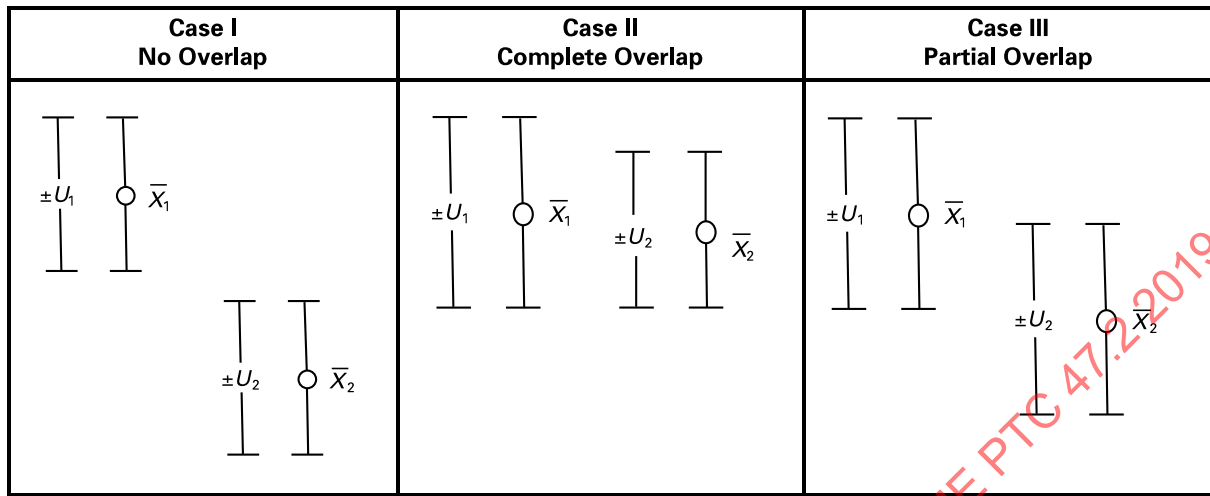 Case I
No Overlap
Case II
Complete Overlap
Case III
Partial Overlap
±U₁ X̅₁
±U₂ X̅₂
±U₁ X̅₁
±U₂ X̅₂
±U₁ X̅₁
±U₂ X̅₂
PTC 47.2 2019